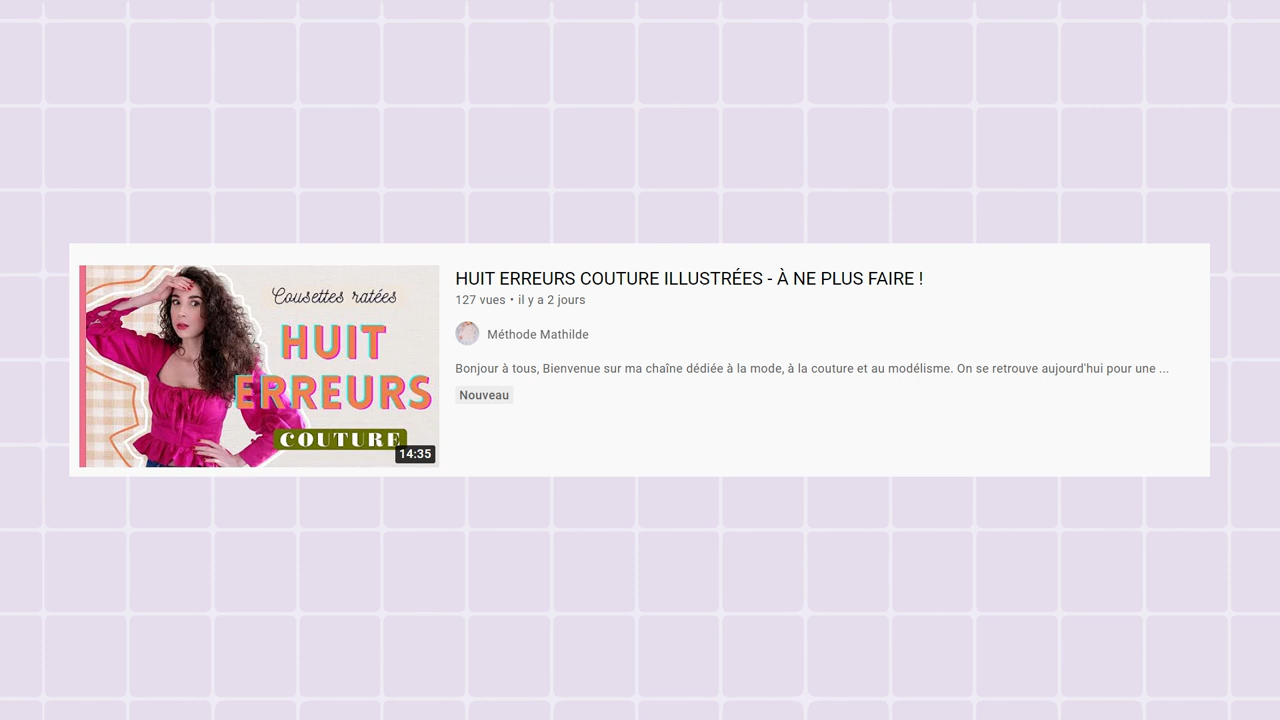 Cousettes ratées
HUIT
ERREURS
COUTURE
14:35
HUIT ERREURS COUTURE ILLUSTRÉES - À NE PLUS FAIRE !
127 vues • il y a 2 jours
Méthode Mathilde
Bonjour à tous, Bienvenue sur ma chaîne dédiée à la mode, à la couture et au modélisme. On se retrouve aujourd'hui pour une ...
Nouveau